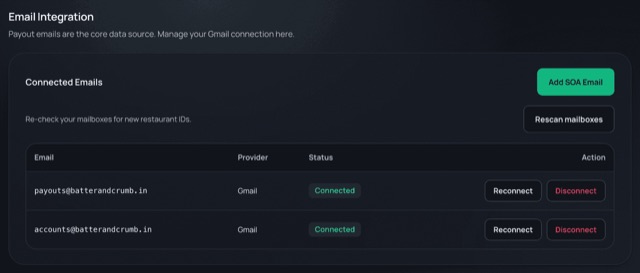 Email Integration
Payout emails are the core data source. Manage your Gmail connection here.
Connected Emails
Add SOA Email
Re-check your mailboxes for new restaurant IDs.
Rescan mailboxes
Email Provider Status Action
payouts@batterandcrumb.in Gmail Connected Reconnect Disconnect
accounts@batterandcrumb.in Gmail Connected Reconnect Disconnect